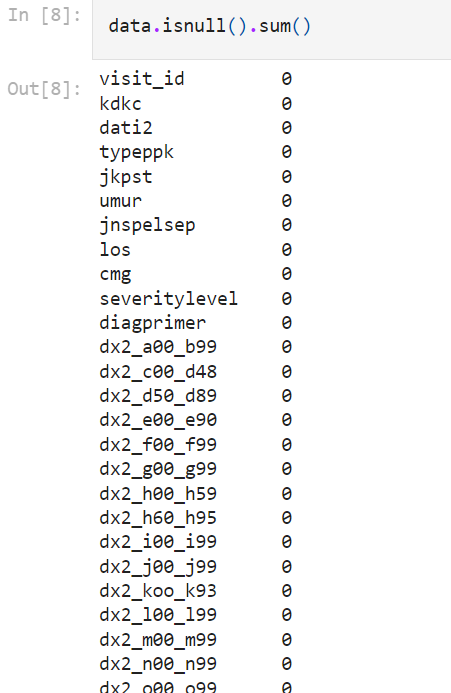 In [8]: data.isnull().sum()
Out[8]: visit_id 0
kdkc 0
dati2 0
typeppk 0
jkpst 0
umur 0
jnspelsep 0
los 0
cmg 0
severitylevel 0
diagprimer 0
dx2_a00_b99 0
dx2_c00_d48 0
dx2_d50_d89 0
dx2_e00_e90 0
dx2_f00_f99 0
dx2_g00_g99 0
dx2_h00_h59 0
dx2_h60_h95 0
dx2_i00_i99 0
dx2_j00_j99 0
dx2_koo_k93 0
dx2_l00_l99 0
dx2_m00_m99 0
dx2_n00_n99 0
dx2_o00_o99 0